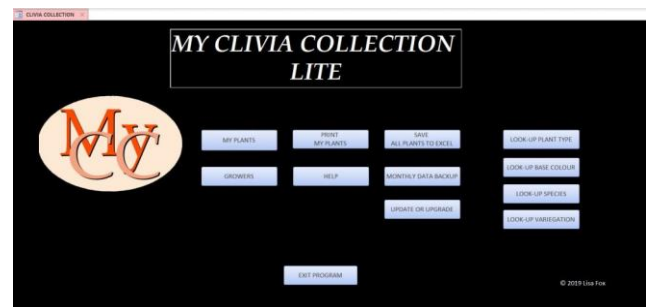 CLIVIA COLLECTION
MY CLIVIA COLLECTION
LITE
MyCC
MY PLANTS
PRINT
MY PLANTS
SAVE
ALL PLANTS TO EXCEL
LOOK-UP PLANT TYPE
GROWERS
HELP
MONTHLY DATA BACKUP
LOOK-UP BASE COLOUR
UPDATE OR UPGRADE
LOOK-UP SPECIES
LOOK-UP VARIEGATION
EXIT PROGRAM
© 2019 Lisa Fox